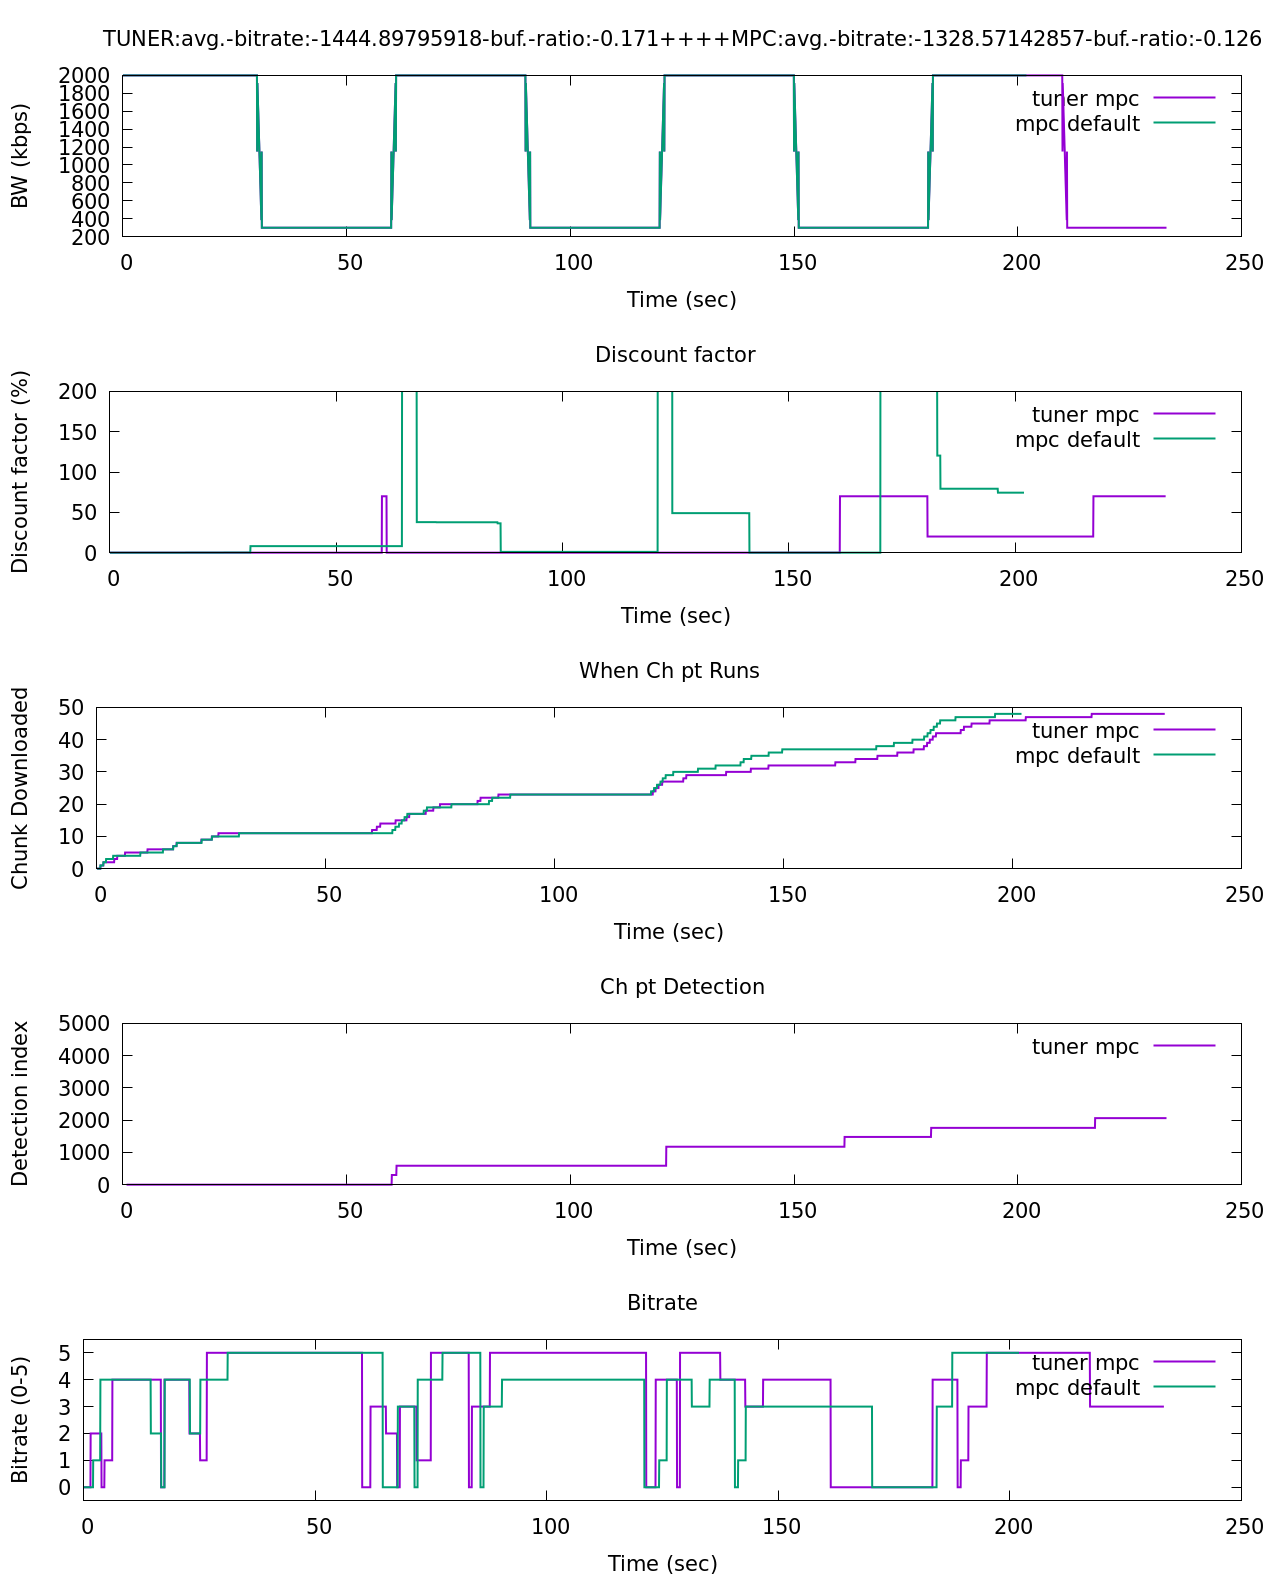 TUNER:avg.-bitrate:-1444.89795918-buf.-ratio:-0.171++++MPC:avg.-bitrate:-1328.57142857-buf.-ratio:-0.126
BW (kbps)
2000
1800
1600
1400
1200
1000
800
600
400
200
tuner mpc
mpc default
0 50 100 150 200 250
Time (sec)
Discount factor
Discount factor (%)
200
150
100
50
0
tuner mpc
mpc default
0 50 100 150 200 250
Time (sec)
When Ch pt Runs
Chunk Downloaded
50
40
30
20
10
0
tuner mpc
mpc default
0 50 100 150 200 250
Time (sec)
Ch pt Detection
Detection index
5000
4000
3000
2000
1000
0
tuner mpc
0 50 100 150 200 250
Time (sec)
Bitrate
Bitrate (0-5)
5
4
3
2
1
0
tuner mpc
mpc default
0 50 100 150 200 250
Time (sec)